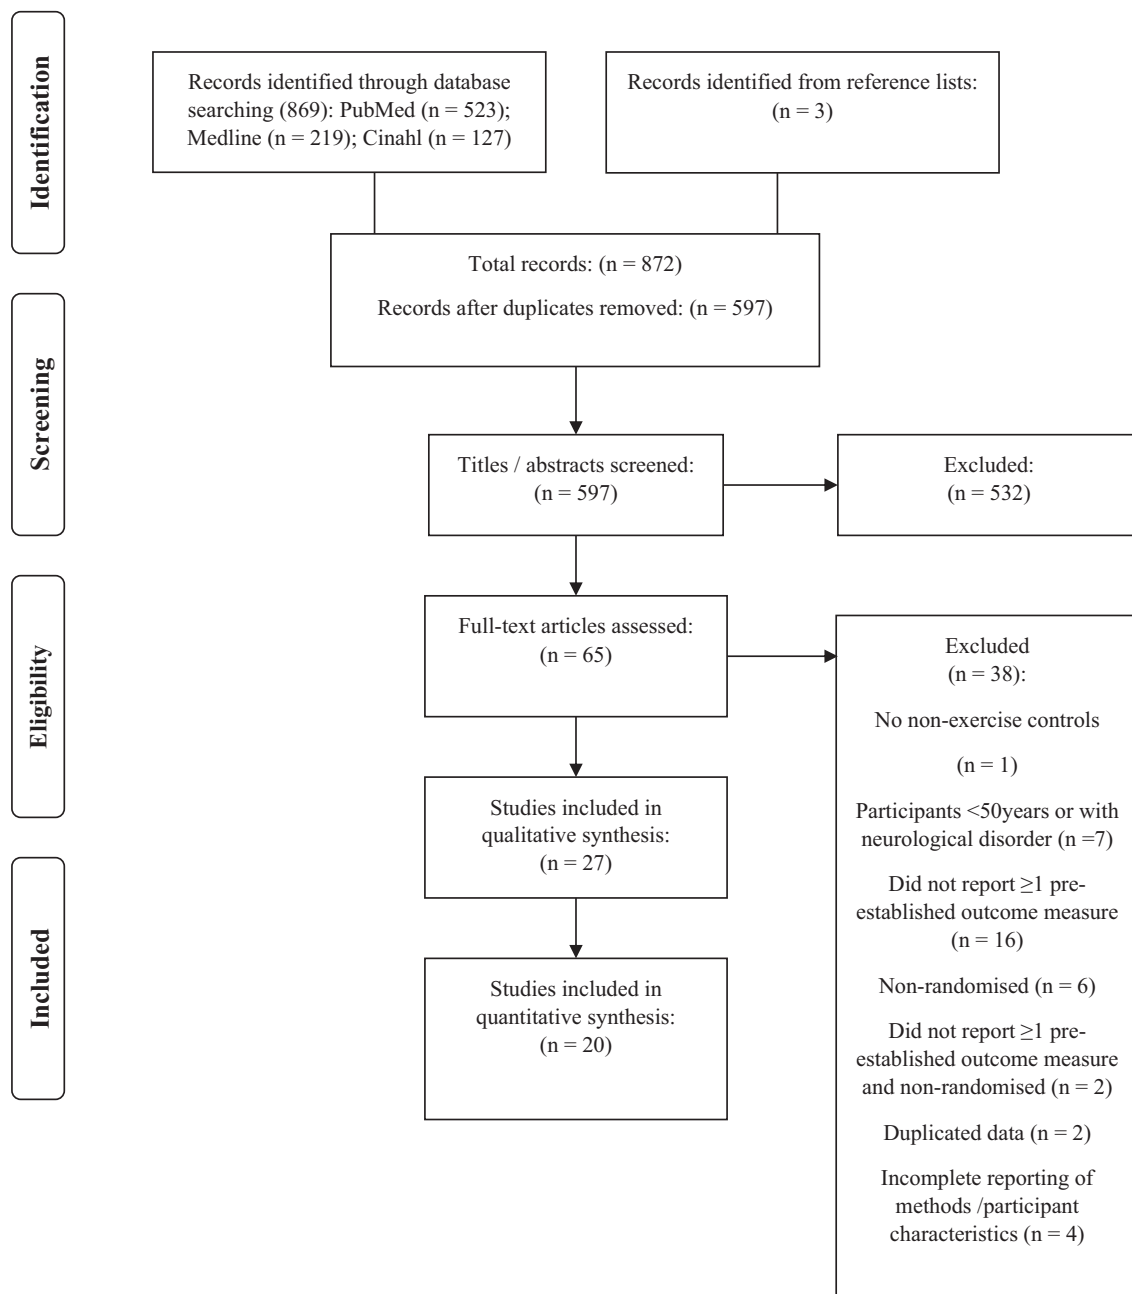 Identification
Records identified through database
searching (869): PubMed (n = 523);
Medline (n = 219); Cinahl (n = 127)
Records identified from reference lists:
(n = 3)
Total records: (n = 872)
Records after duplicates removed: (n = 597)
Screening
Titles / abstracts screened:
(n = 597)
Excluded:
(n = 532)
Eligibility
Full-text articles assessed:
(n = 65)
Excluded
(n = 38):
No non-exercise controls
(n = 1)
Participants <50years or with
neurological disorder (n =7)
Did not report ≥1 pre-
established outcome measure
(n = 16)
Non-randomised (n = 6)
Did not report ≥1 pre-
established outcome measure
and non-randomised (n = 2)
Duplicated data (n = 2)
Incomplete reporting of
methods /participant
characteristics (n = 4)
Studies included in
qualitative synthesis:
(n = 27)
Included
Studies included in
quantitative synthesis:
(n = 20)